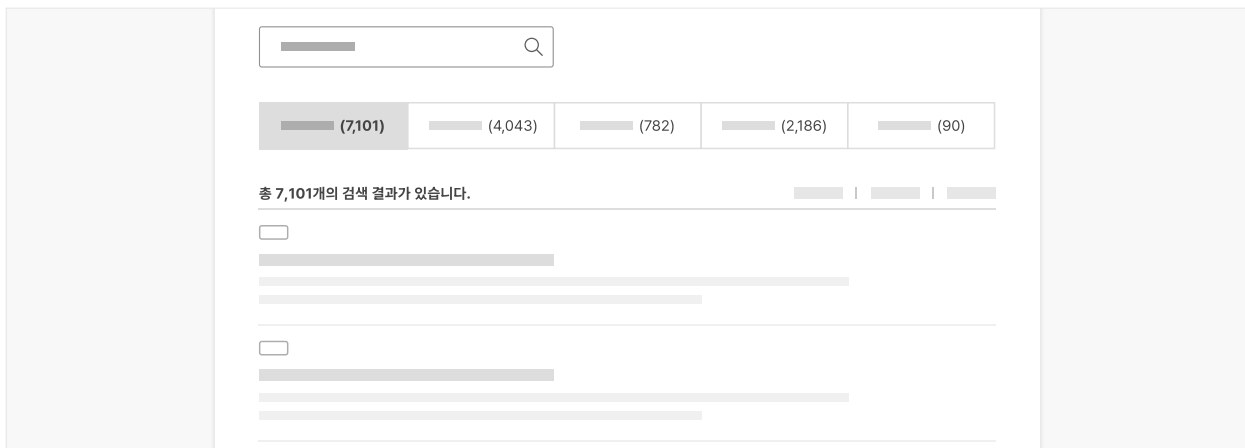 (7,101) (4,043) (782) (2,186) (90)
총 7,101개의 검색 결과가 있습니다.